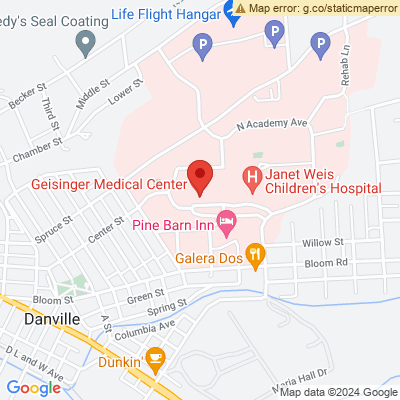 Map error: g.co/staticmaperror
edy's Seal Coating
Life Flight Hangar
P
P
P
P
Becker St
Middle St
Lower St
Third St
Rehab Ln
N Academy Ave
Chamber St
Geisinger Medical Center
H
Janet Weis
Children's Hospital
Spruce St
Center St
Pine Barn Inn
Willow St
Galera Dos
Bloom Rd
Bloom St
Green St
Spring St
A St
Danville
Columbia Ave
D L and W Ave
Dunkin'
Maria Hall Dr
Google
Map data ©2024 Google